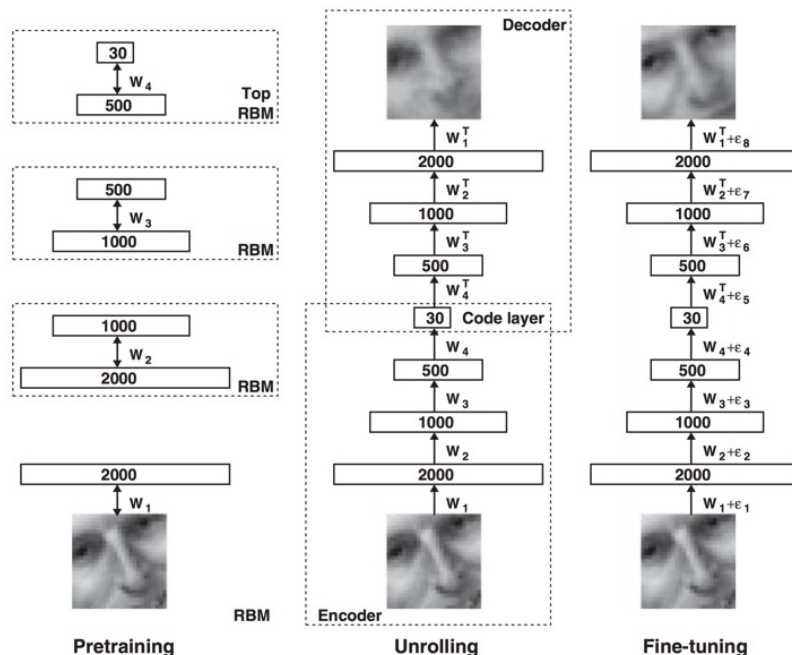 30
W₄
500
Top
RBM
500
W₃
1000
RBM
1000
W₂
2000
RBM
2000
W₁
RBM
Pretraining
Decoder
W₁ᵀ
2000
W₂ᵀ
1000
W₃ᵀ
500
W₄ᵀ
30
Code layer
W₄
500
W₃
1000
W₂
2000
W₁
Encoder
Unrolling
W₁ᵀ+ε₈
2000
W₂ᵀ+ε₇
1000
W₃ᵀ+ε₆
500
W₄ᵀ+ε₅
30
W₄+ε₄
500
W₃+ε₃
1000
W₂+ε₂
2000
W₁+ε₁
Fine-tuning